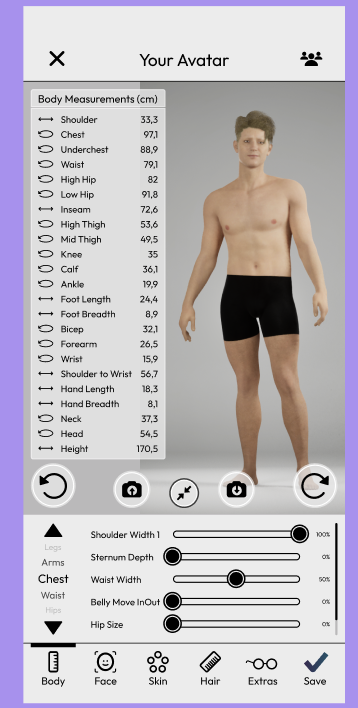 Your Avatar
Body Measurements (cm)
Shoulder 33,3
Chest 97,1
Underchest 88,9
Waist 79,1
High Hip 82
Low Hip 91,8
Inseam 72,6
High Thigh 53,6
Mid Thigh 49,5
Knee 35
Calf 36,1
Ankle 19,9
Foot Length 24,4
Foot Breadth 8,9
Bicep 32,1
Forearm 26,5
Wrist 15,9
Shoulder to Wrist 56,7
Hand Length 18,3
Hand Breadth 8,1
Neck 37,3
Head 54,5
Height 170,5
Legs
Arms
Chest
Waist
Hips
Shoulder Width 1 100%
Sternum Depth 0%
Waist Width 50%
Belly Move InOut 0%
Hip Size 0%
Body Face Skin Hair Extras Save